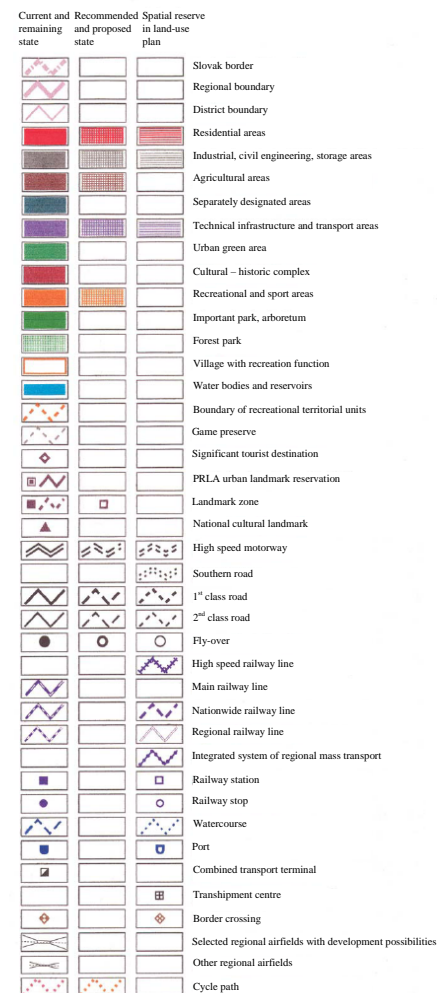 Current and Recommended Spatial reserve
remaining and proposed in land-use
state state plan
Slovak border
Regional boundary
District boundary
Residential areas
Industrial, civil engineering, storage areas
Agricultural areas
Separately designated areas
Technical infrastructure and transport areas
Urban green area
Cultural – historic complex
Recreational and sport areas
Important park, arboretum
Forest park
Village with recreation function
Water bodies and reservoirs
Boundary of recreational territorial units
Game preserve
Significant tourist destination
PRLA urban landmark reservation
Landmark zone
National cultural landmark
High speed motorway
Southern road
1st class road
2nd class road
Fly-over
High speed railway line
Main railway line
Nationwide railway line
Regional railway line
Integrated system of regional mass transport
Railway station
Railway stop
Watercourse
Port
Combined transport terminal
Transhipment centre
Border crossing
Selected regional airfields with development possibilities
Other regional airfields
Cycle path